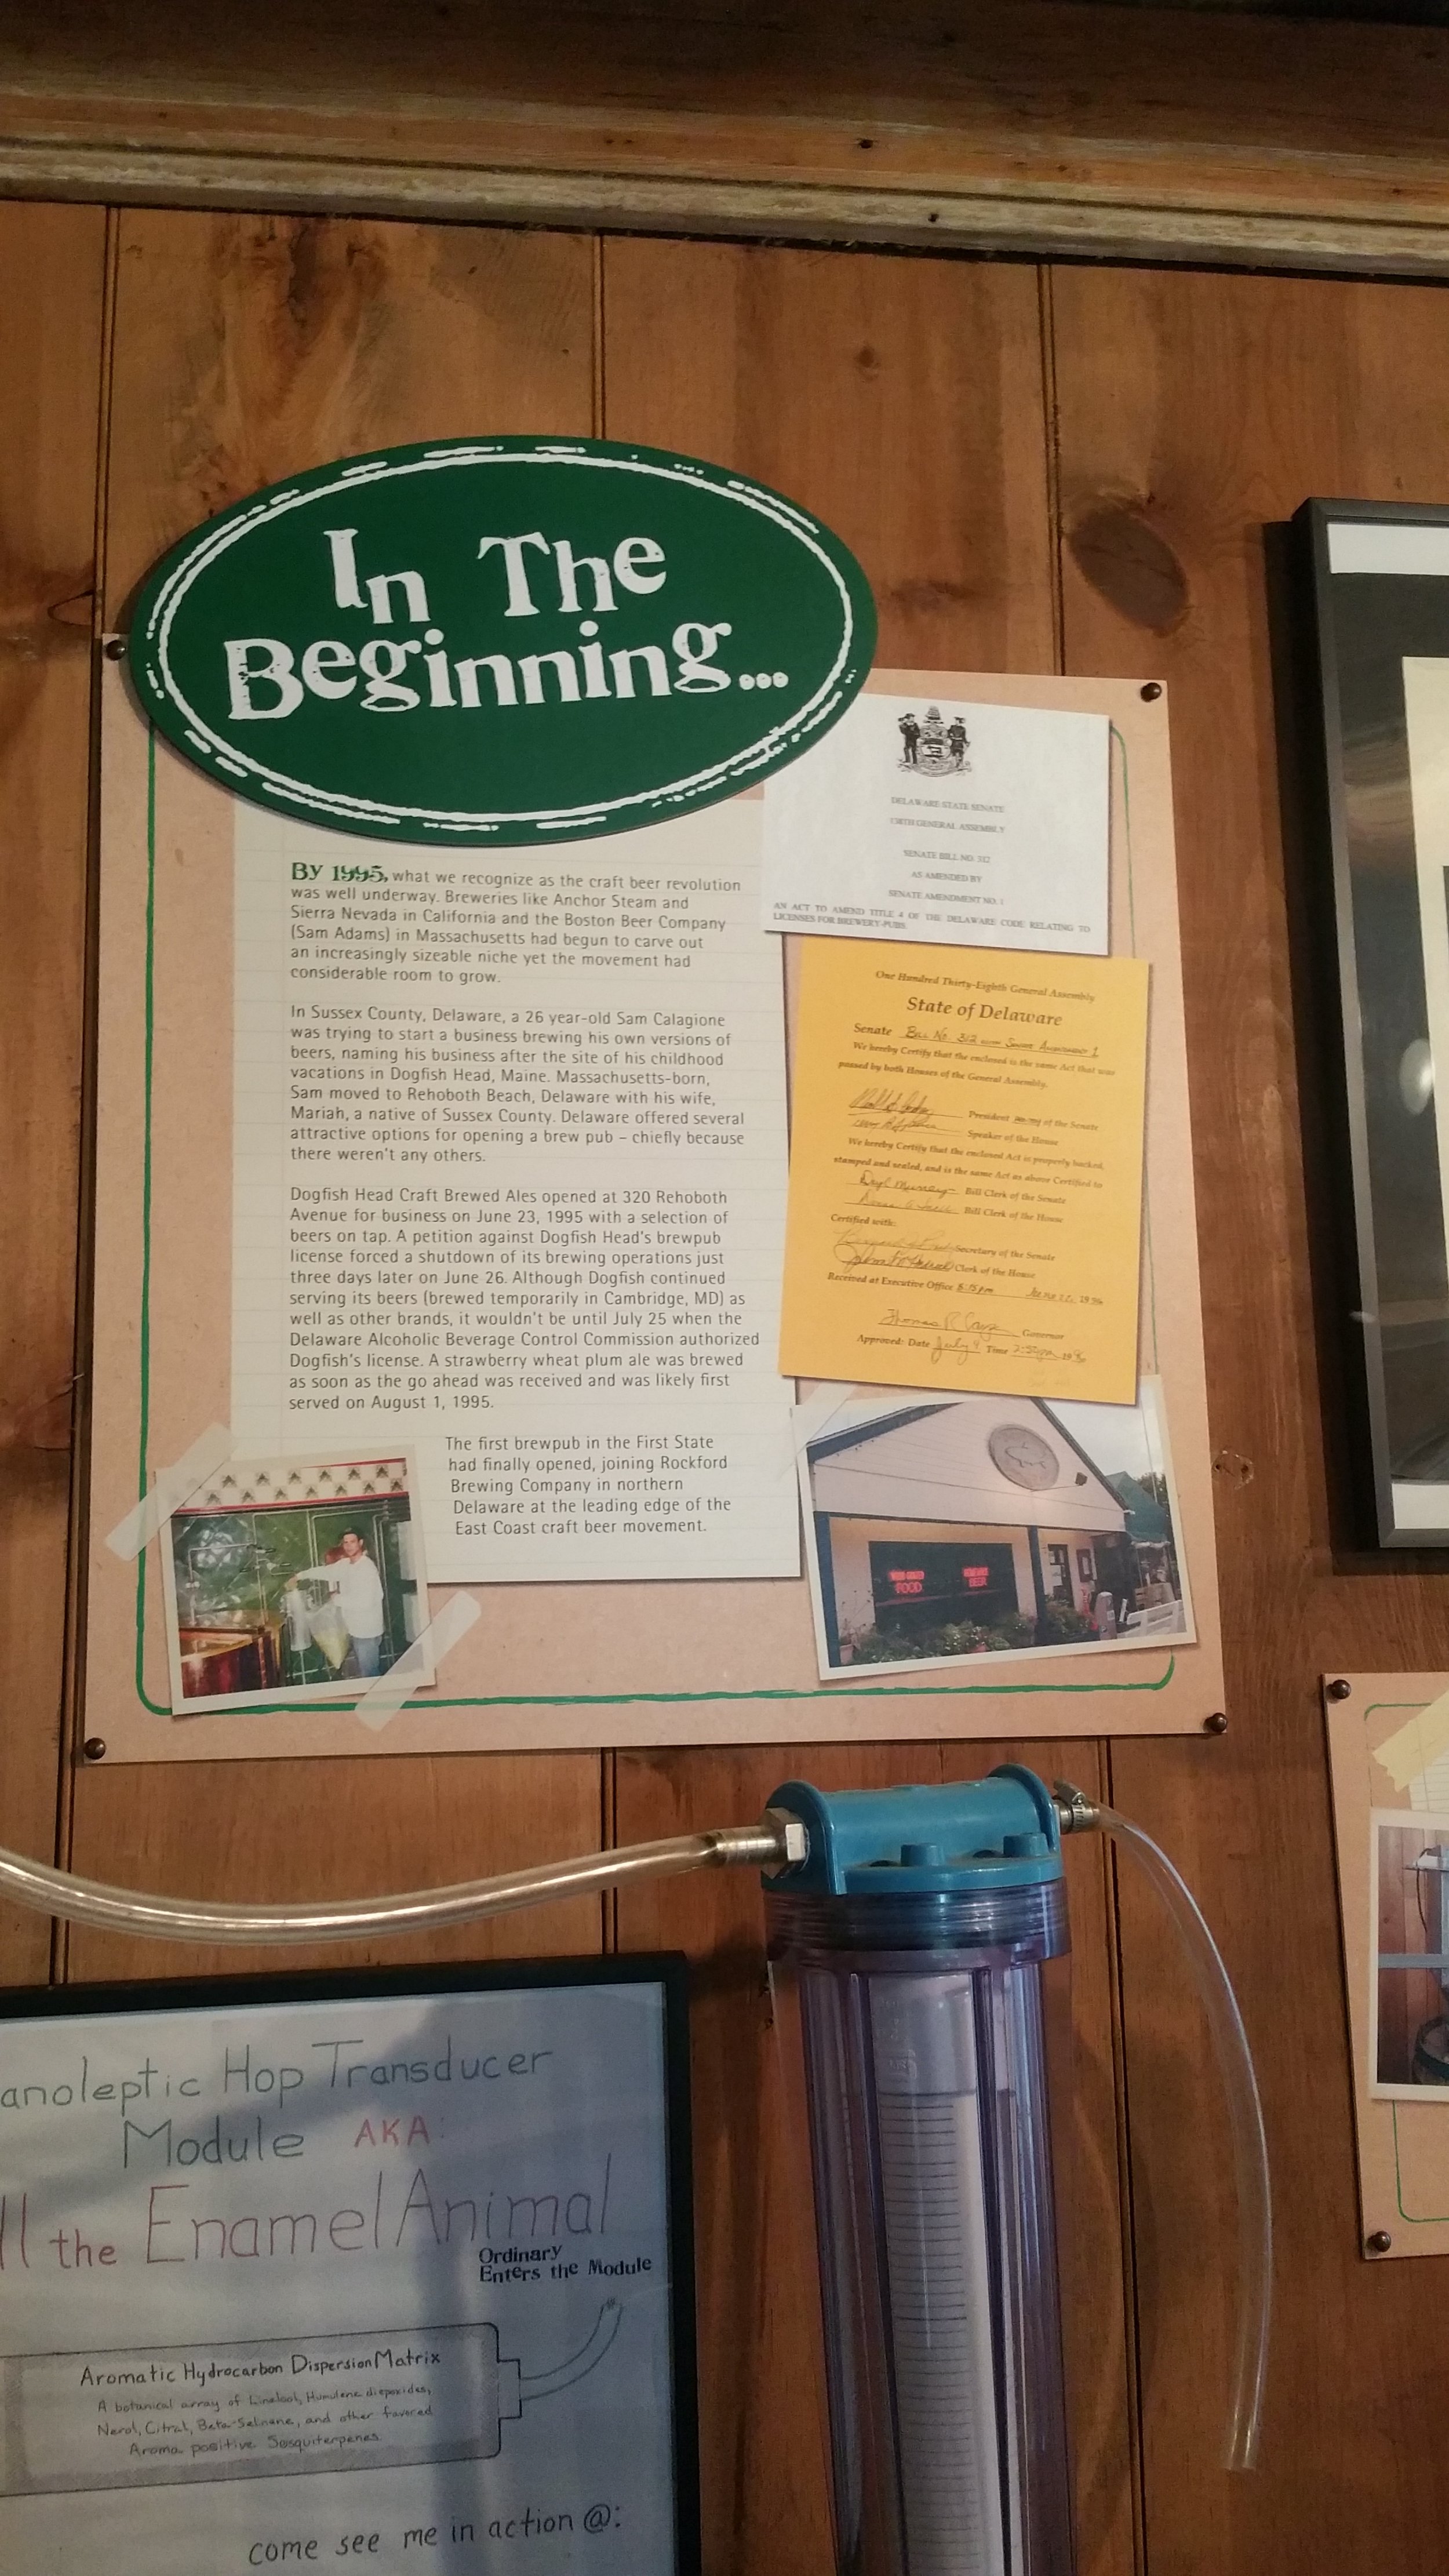 In The
Beginning...
By 1995, what we recognize as the craft beer revolution
was well underway. Breweries like Anchor Steam and
Sierra Nevada in California and the Boston Beer Company
(Sam Adams) in Massachusetts had begun to carve out
an increasingly sizeable niche yet the movement had
considerable room to grow.
In Sussex County, Delaware, a 26 year-old Sam Calagione
was trying to start a business brewing his own versions of
beers, naming his business after the site of his childhood
vacations in Dogfish Head, Maine. Massachusetts-born,
Sam moved to Rehoboth Beach, Delaware with his wife,
Mariah, a native of Sussex County. Delaware offered several
attractive options for opening a brew pub – chiefly because
there weren't any others.
Dogfish Head Craft Brewed Ales opened at 320 Rehoboth
Avenue for business on June 23, 1995 with a selection of
beers on tap. A petition against Dogfish Head's brewpub
license forced a shutdown of its brewing operations just
three days later on June 26. Although Dogfish continued
serving its beers (brewed temporarily in Cambridge, MD) as
well as other brands, it wouldn't be until July 25 when the
Delaware Alcoholic Beverage Control Commission authorized
Dogfish's license. A strawberry wheat plum ale was brewed
as soon as the go ahead was received and was likely first
served on August 1, 1995.
The first brewpub in the First State
had finally opened, joining Rockford
Brewing Company in northern
Delaware at the leading edge of the
East Coast craft beer movement.
DELAWARE STATE SENATE
138TH GENERAL ASSEMBLY
SENATE BILL NO. 312
AS AMENDED BY
SENATE AMENDMENT NO. 1
AN ACT TO AMEND TITLE 4 OF THE DELAWARE CODE RELATING TO
LICENSES FOR BREWERY-PUBS.
One Hundred Thirty-Eighth General Assembly
State of Delaware
Senate Bill No. 312 with Senate Amendment 1
We hereby Certify that the enclosed is the same Act that was
passed by both Houses of the General Assembly.
President of the Senate
Speaker of the House
We hereby Certify that the enclosed Act is properly backed,
stamped and sealed, and is the same Act as above Certified to
Bill Clerk of the Senate
Bill Clerk of the House
Certified with:
Secretary of the Senate
Clerk of the House
Received at Executive Office
Thomas R Carper Governor
Approved: Date July 9 Time
FOOD
BEER
anoleptic Hop Transducer
Module AKA:
ll the Enamel Animal
Ordinary
Enters the Module
Aromatic Hydrocarbon Dispersion Matrix
A botanical array of Linalool, Humulene diepoxides,
Nerol, Citral, Beta-Selinane, and other favored
Aroma positive Sesquiterpenes.
come see me in action @: